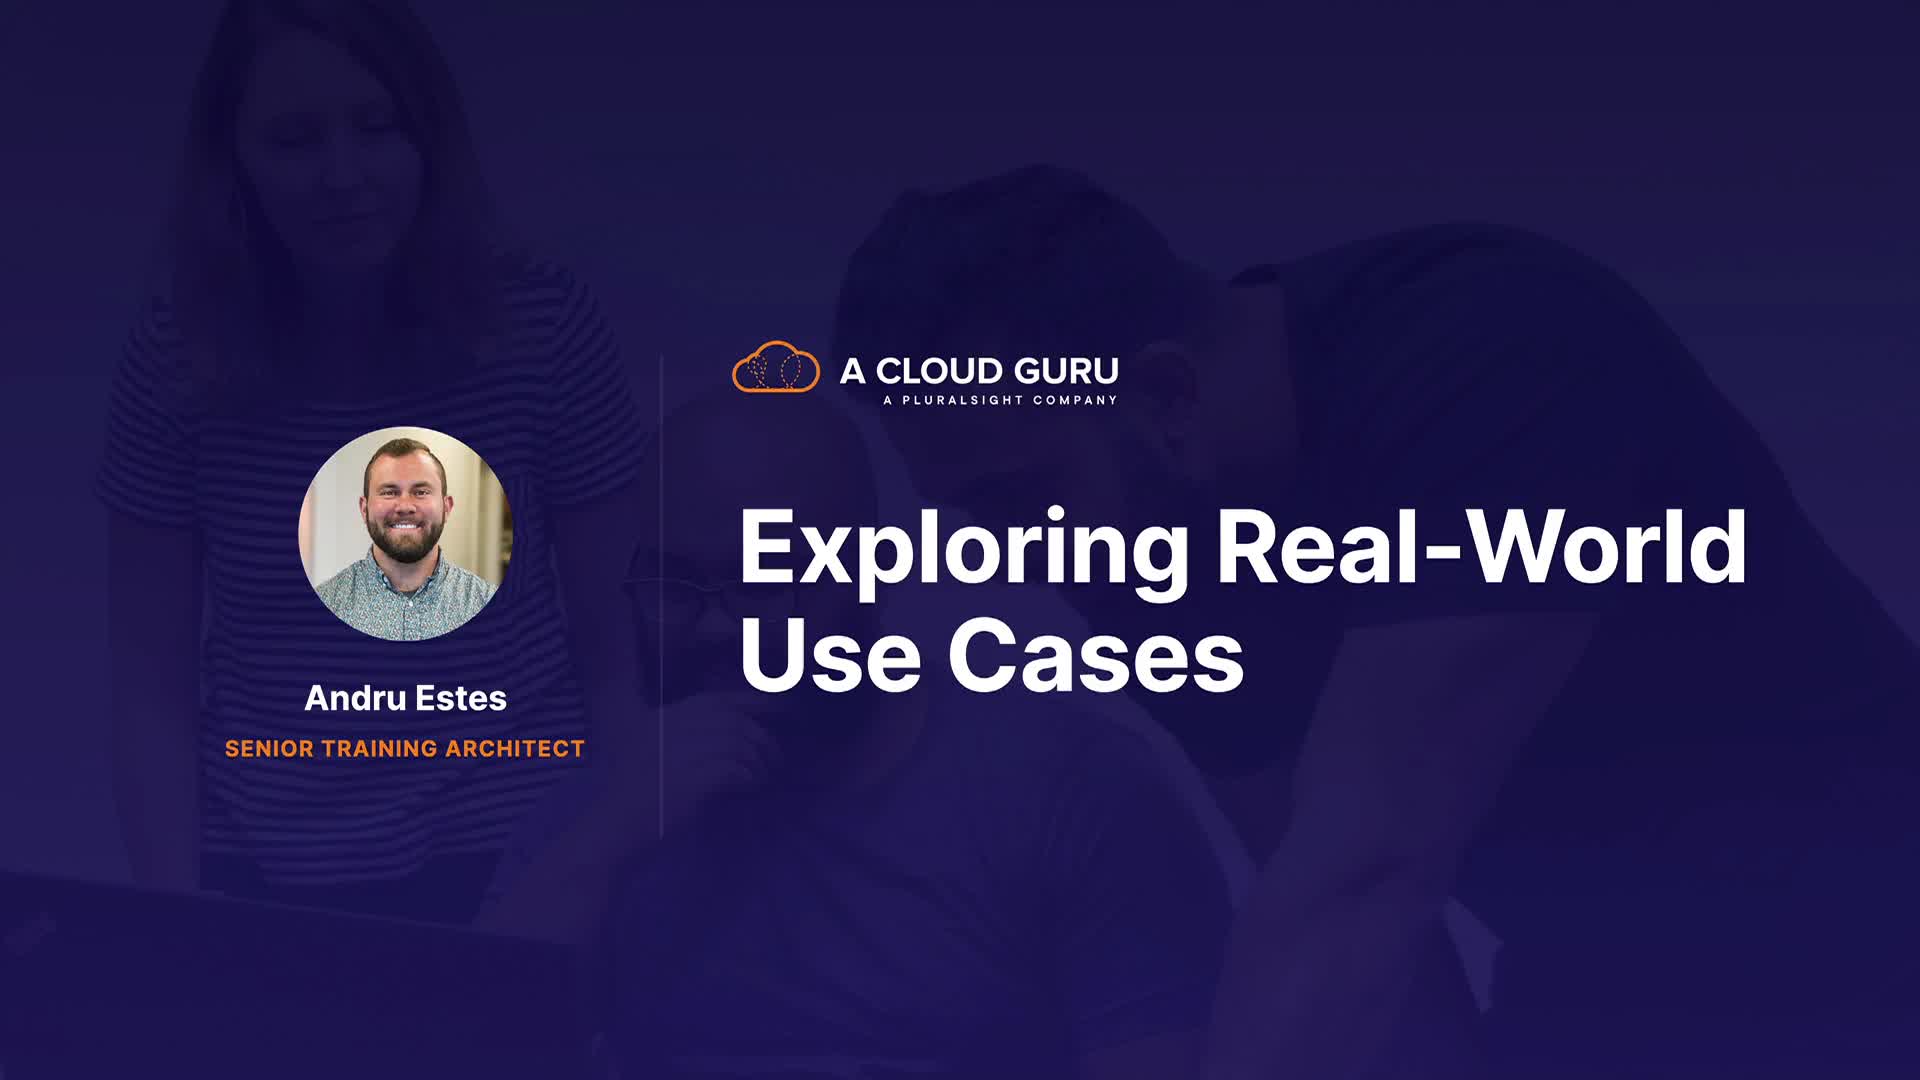 A CLOUD GURU
A PLURALSIGHT COMPANY
Exploring Real-World
Use Cases
Andru Estes
SENIOR TRAINING ARCHITECT